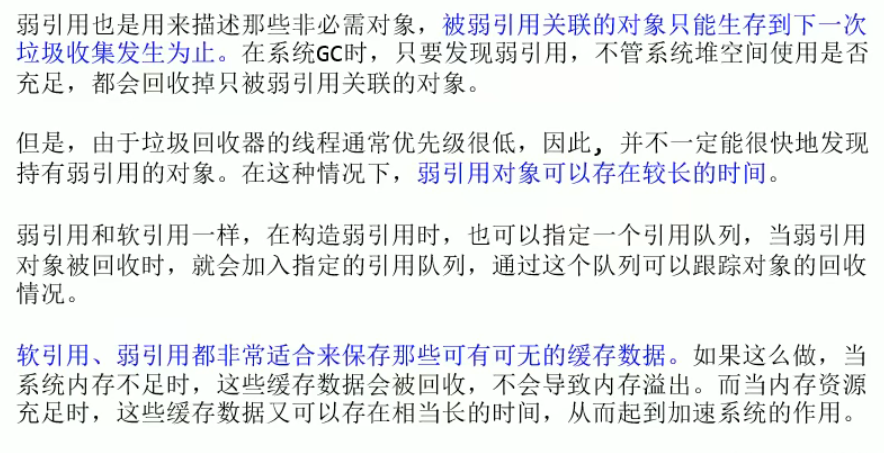 弱引用也是用来描述那些非必需对象，被弱引用关联的对象只能生存到下一次
垃圾收集发生为止。在系统GC时，只要发现弱引用，不管系统堆空间使用是否
充足，都会回收掉只被弱引用关联的对象。
但是，由于垃圾回收器的线程通常优先级很低，因此，并不一定能很快地发现
持有弱引用的对象。在这种情况下，弱引用对象可以存在较长的时间。
弱引用和软引用一样，在构造弱引用时，也可以指定一个引用队列，当弱引用
对象被回收时，就会加入指定的引用队列，通过这个队列可以跟踪对象的回收
情况。
软引用、弱引用都非常适合来保存那些可有可无的缓存数据。如果这么做，当
系统内存不足时，这些缓存数据会被回收，不会导致内存溢出。而当内存资源
充足时，这些缓存数据又可以存在相当长的时间，从而起到加速系统的作用。